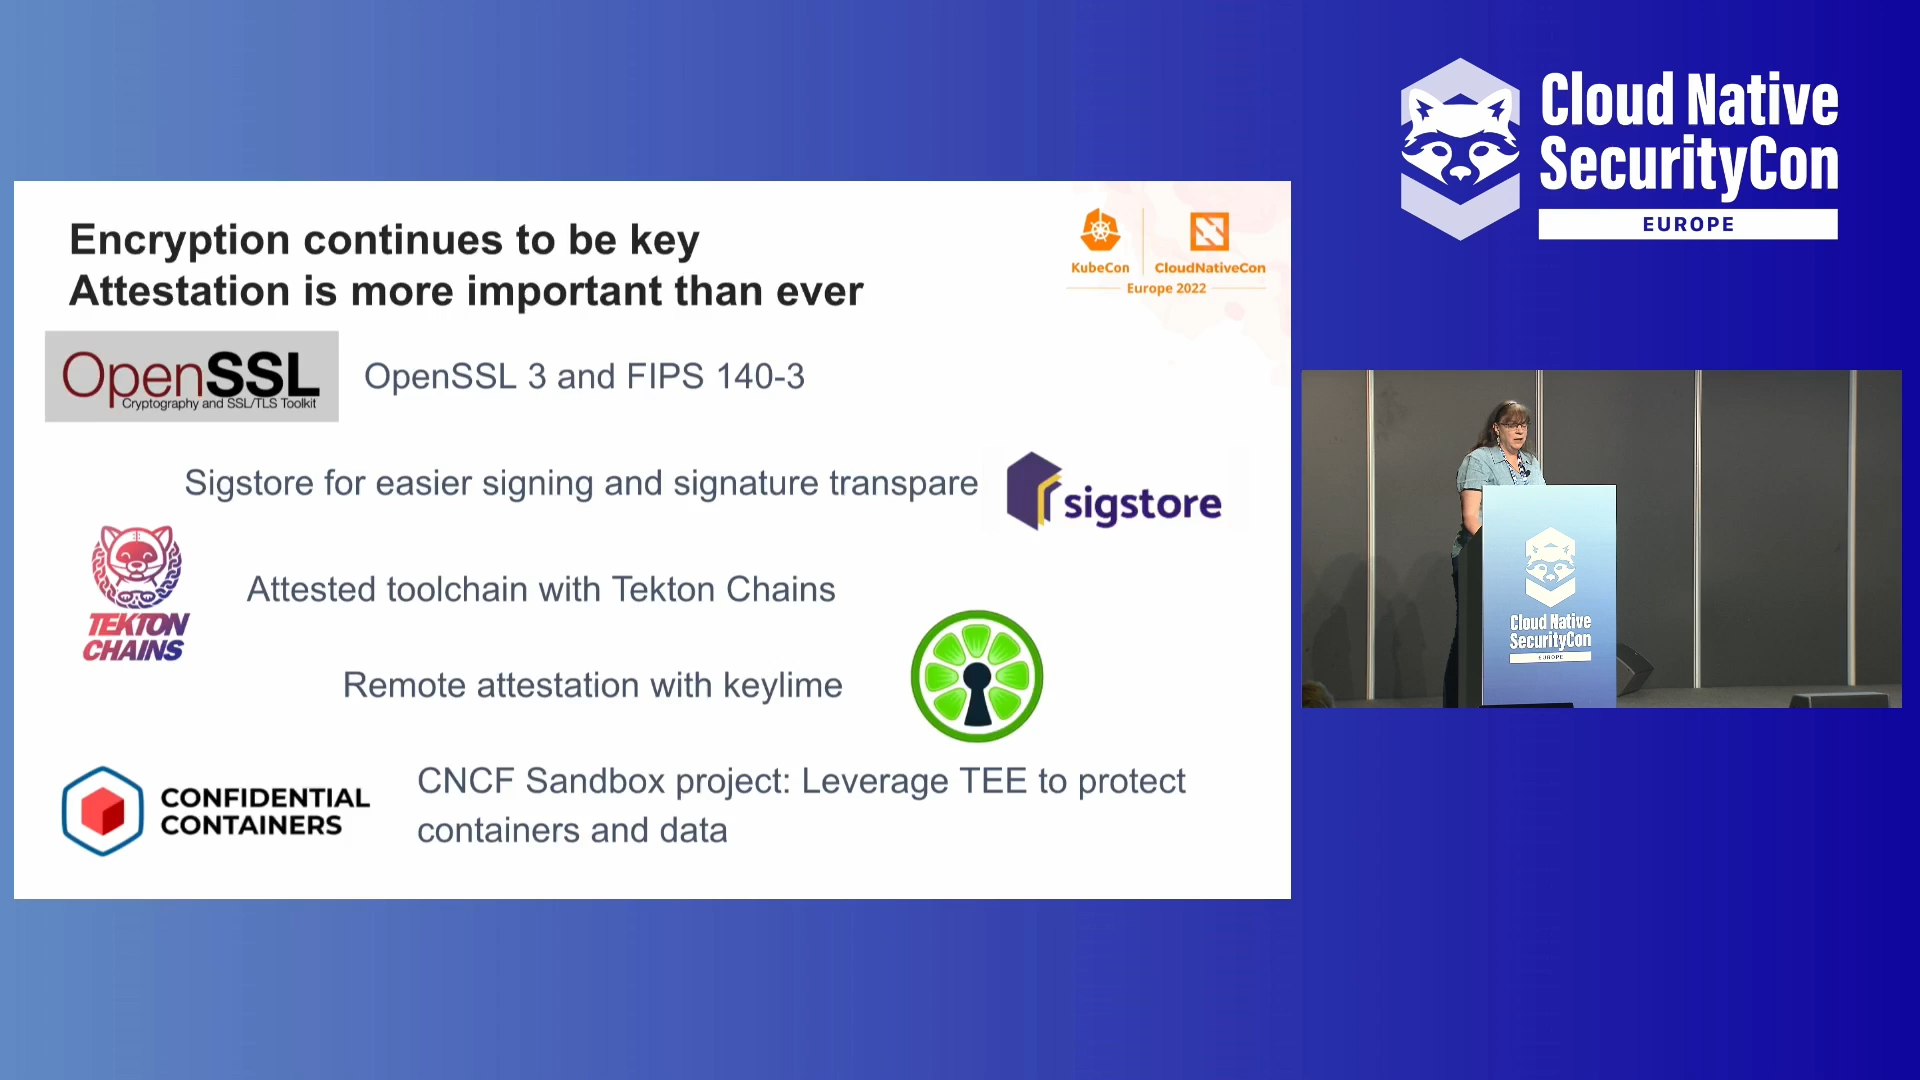 Cloud Native
SecurityCon
EUROPE
Encryption continues to be key
Attestation is more important than ever
KubeCon
CloudNativeCon
Europe 2022
OpenSSL
Cryptography and SSL/TLS Toolkit
OpenSSL 3 and FIPS 140-3
Sigstore for easier signing and signature transpare
sigstore
TEKTON
CHAINS
Attested toolchain with Tekton Chains
Remote attestation with keylime
CONFIDENTIAL
CONTAINERS
CNCF Sandbox project: Leverage TEE to protect
containers and data
Cloud Native
SecurityCon
EUROPE